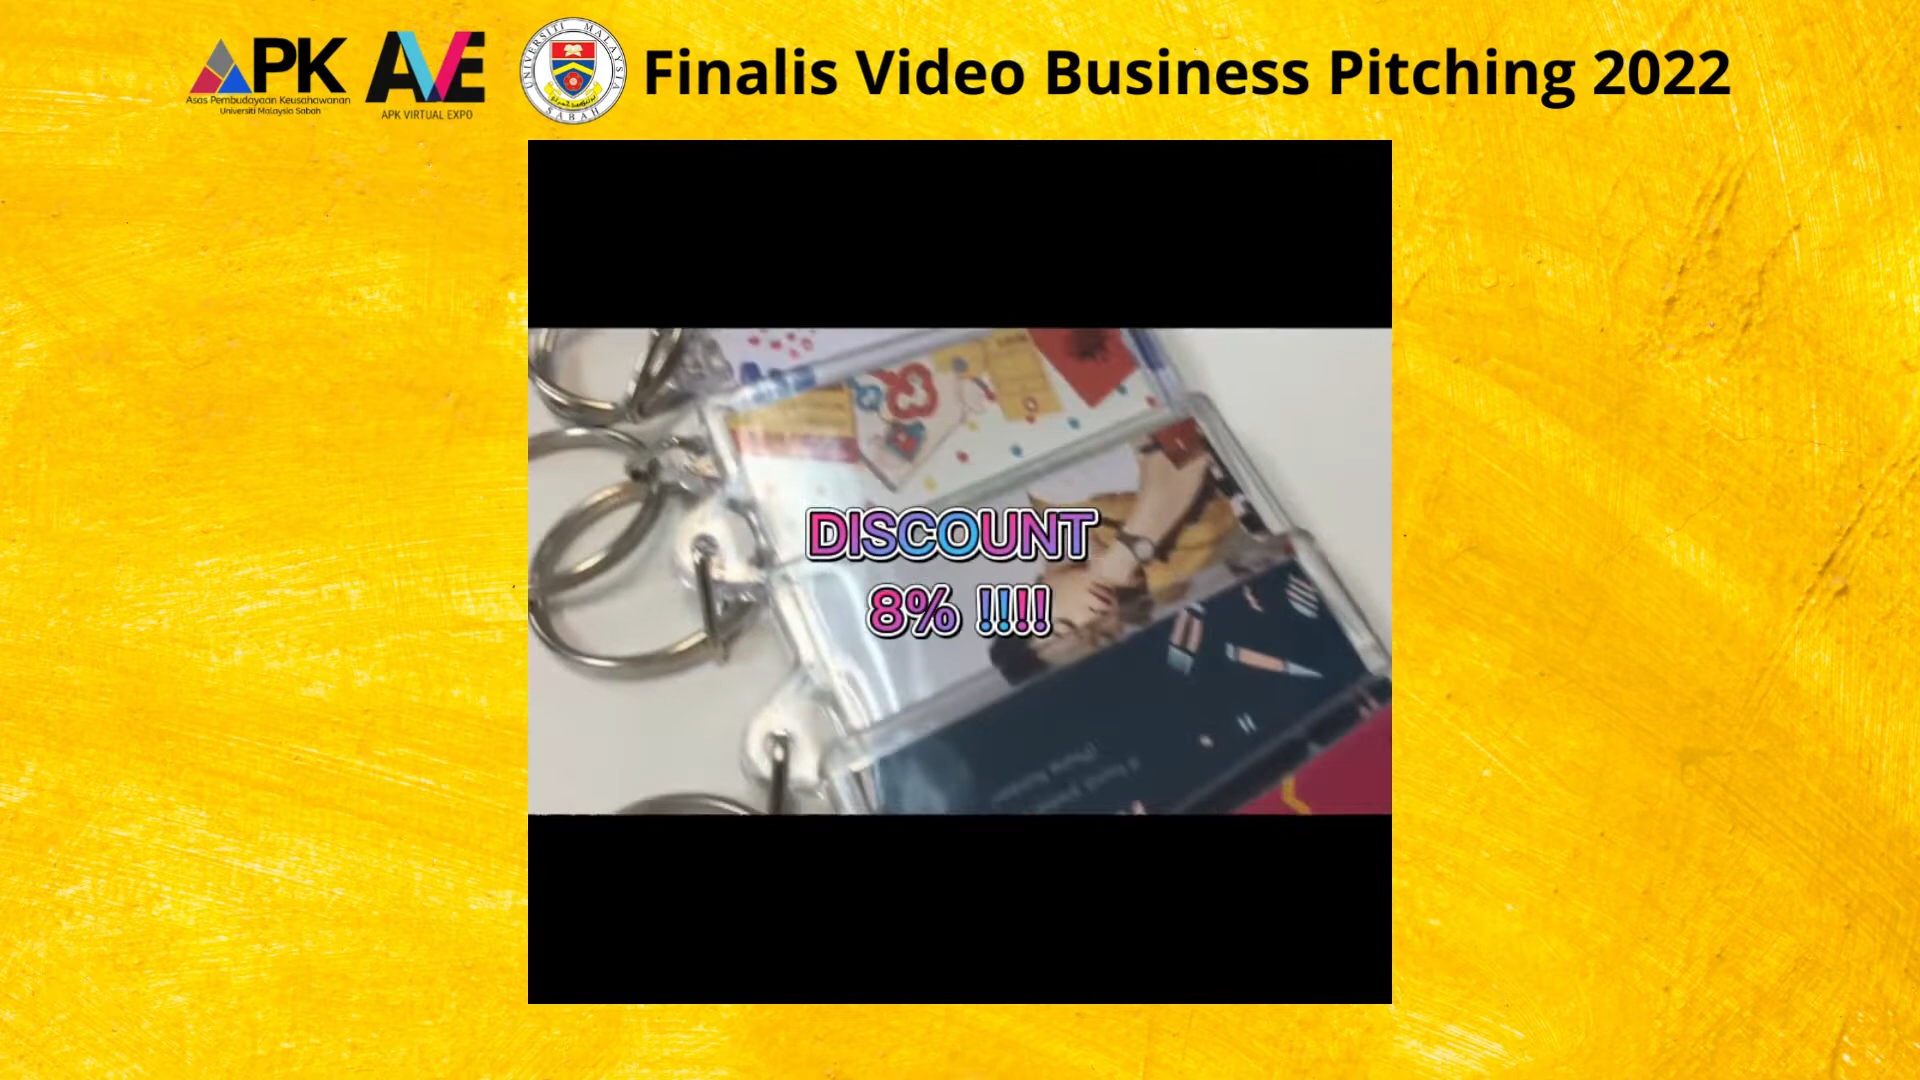 APK
Asas Pembudayaan Keusahawanan
Universiti Malaysia Sabah
AVE
APK VIRTUAL EXPO
UNIVERSITI MALAYSIA
SABAH
Finalis Video Business Pitching 2022
DISCOUNT
8% !!!!